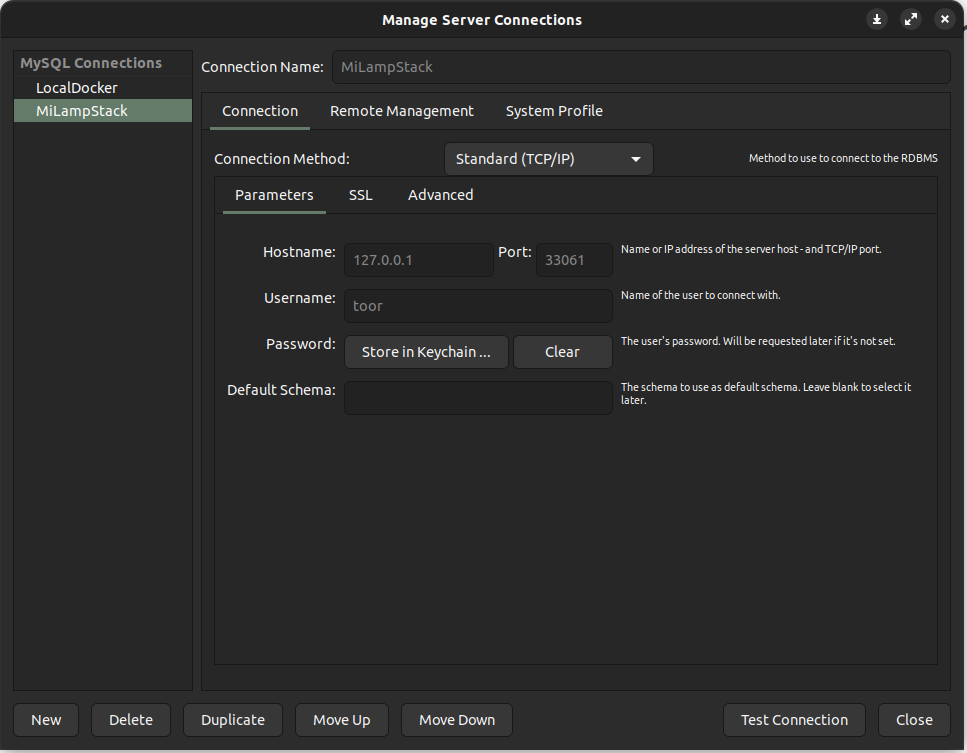 Manage Server Connections
MySQL Connections
LocalDocker
MiLampStack
Connection Name: MiLampStack
Connection Remote Management System Profile
Connection Method: Standard (TCP/IP) Method to use to connect to the RDBMS
Parameters SSL Advanced
Hostname: 127.0.0.1 Port: 33061 Name or IP address of the server host - and TCP/IP port.
Username: toor Name of the user to connect with.
Password: Store in Keychain ... Clear The user's password. Will be requested later if it's not set.
Default Schema: The schema to use as default schema. Leave blank to select it
later.
New Delete Duplicate Move Up Move Down Test Connection Close